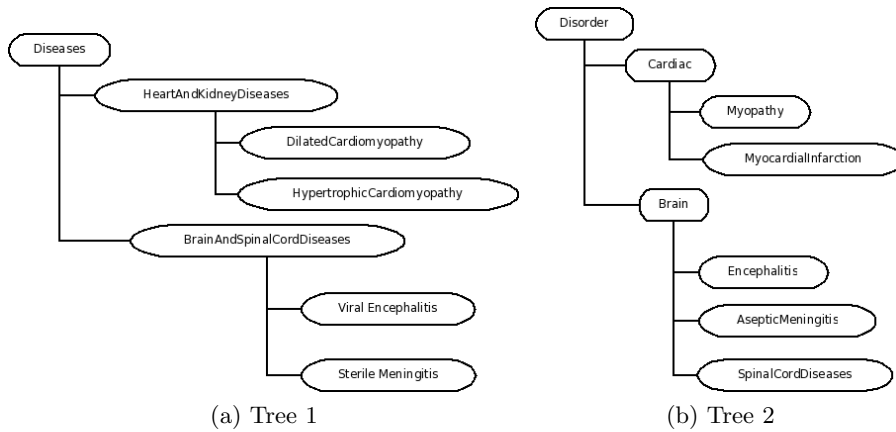 Diseases
HeartAndKidneyDiseases
DilatedCardiomyopathy
HypertrophicCardiomyopathy
BrainAndSpinalCordDiseases
Viral Encephalitis
Sterile Meningitis
(a) Tree 1
Disorder
Cardiac
Myopathy
MyocardialInfarction
Brain
Encephalitis
AsepticMeningitis
SpinalCordDiseases
(b) Tree 2